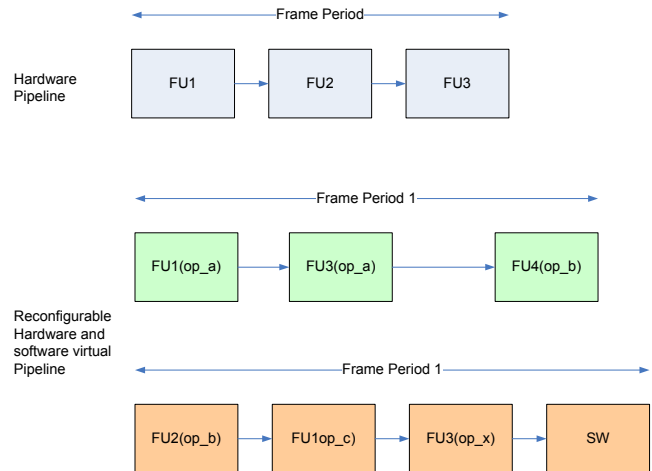 Frame Period
Hardware
Pipeline
FU1
FU2
FU3
Frame Period 1
FU1(op_a)
FU3(op_a)
FU4(op_b)
Reconfigurable
Hardware and
software virtual
Pipeline
Frame Period 1
FU2(op_b)
FU1op_c)
FU3(op_x)
SW